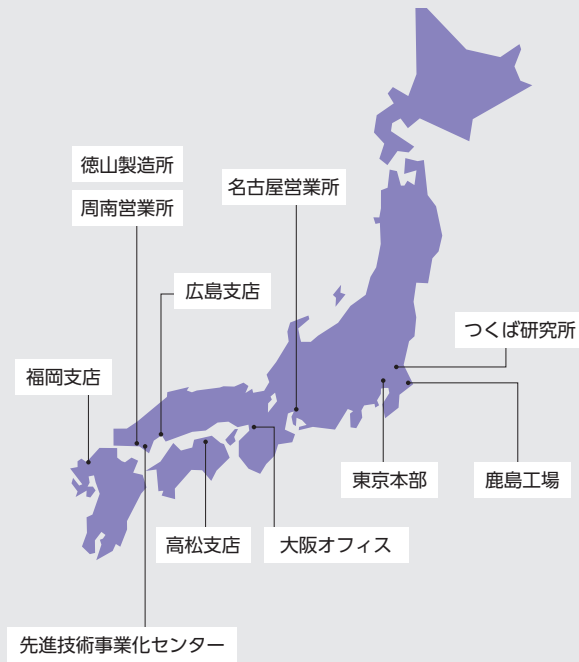 徳山製造所
周南営業所
名古屋営業所
広島支店
つくば研究所
福岡支店
東京本部
鹿島工場
高松支店
大阪オフィス
先進技術事業化センター